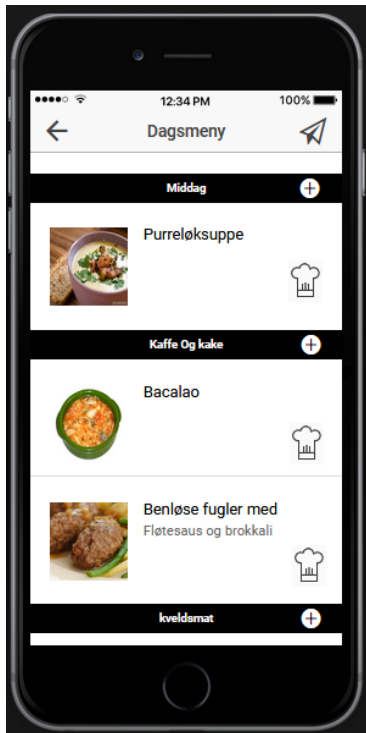 12:34 PM
100%
Dagsmeny
Middag
Purreløksuppe
Kaffe Og kake
Bacalao
Benløse fugler med
Fløtesaus og brokkali
kveldsmat